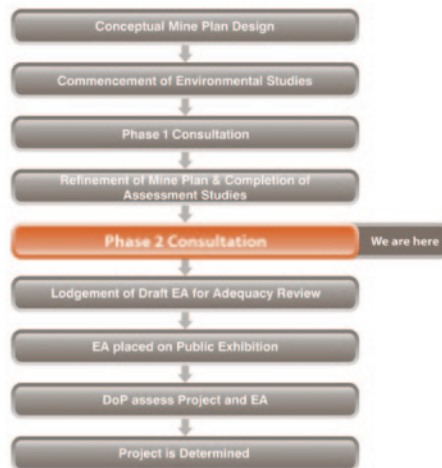 Conceptual Mine Plan Design
Commencement of Environmental Studies
Phase 1 Consultation
Refinement of Mine Plan & Completion of
Assessment Studies
Phase 2 Consultation
We are here
Lodgement of Draft EA for Adequacy Review
EA placed on Public Exhibition
DoP assess Project and EA
Project is Determined